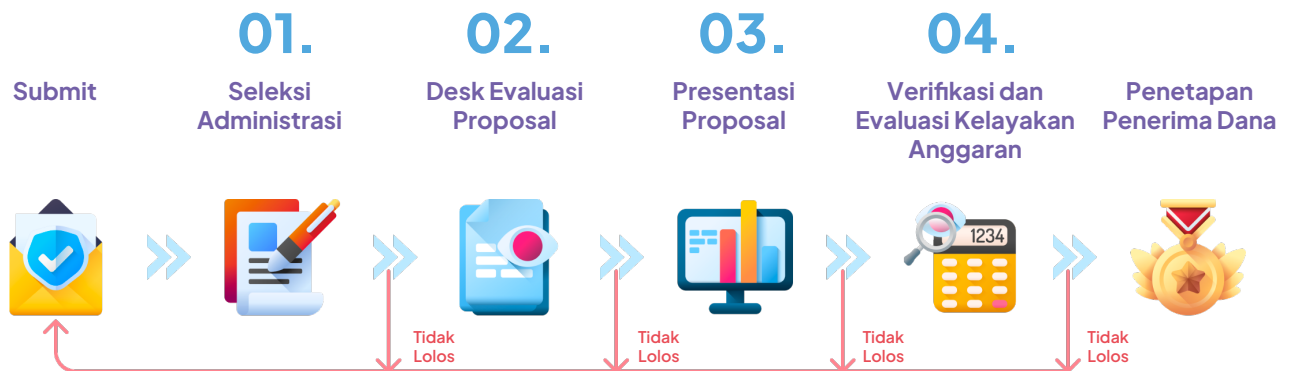 01.
02.
03.
04.
Submit
Seleksi
Administrasi
Desk Evaluasi
Proposal
Presentasi
Proposal
Verifikasi dan
Evaluasi Kelayakan
Anggaran
Penetapan
Penerima Dana
1234
Tidak
Lolos
Tidak
Lolos
Tidak
Lolos
Tidak
Lolos